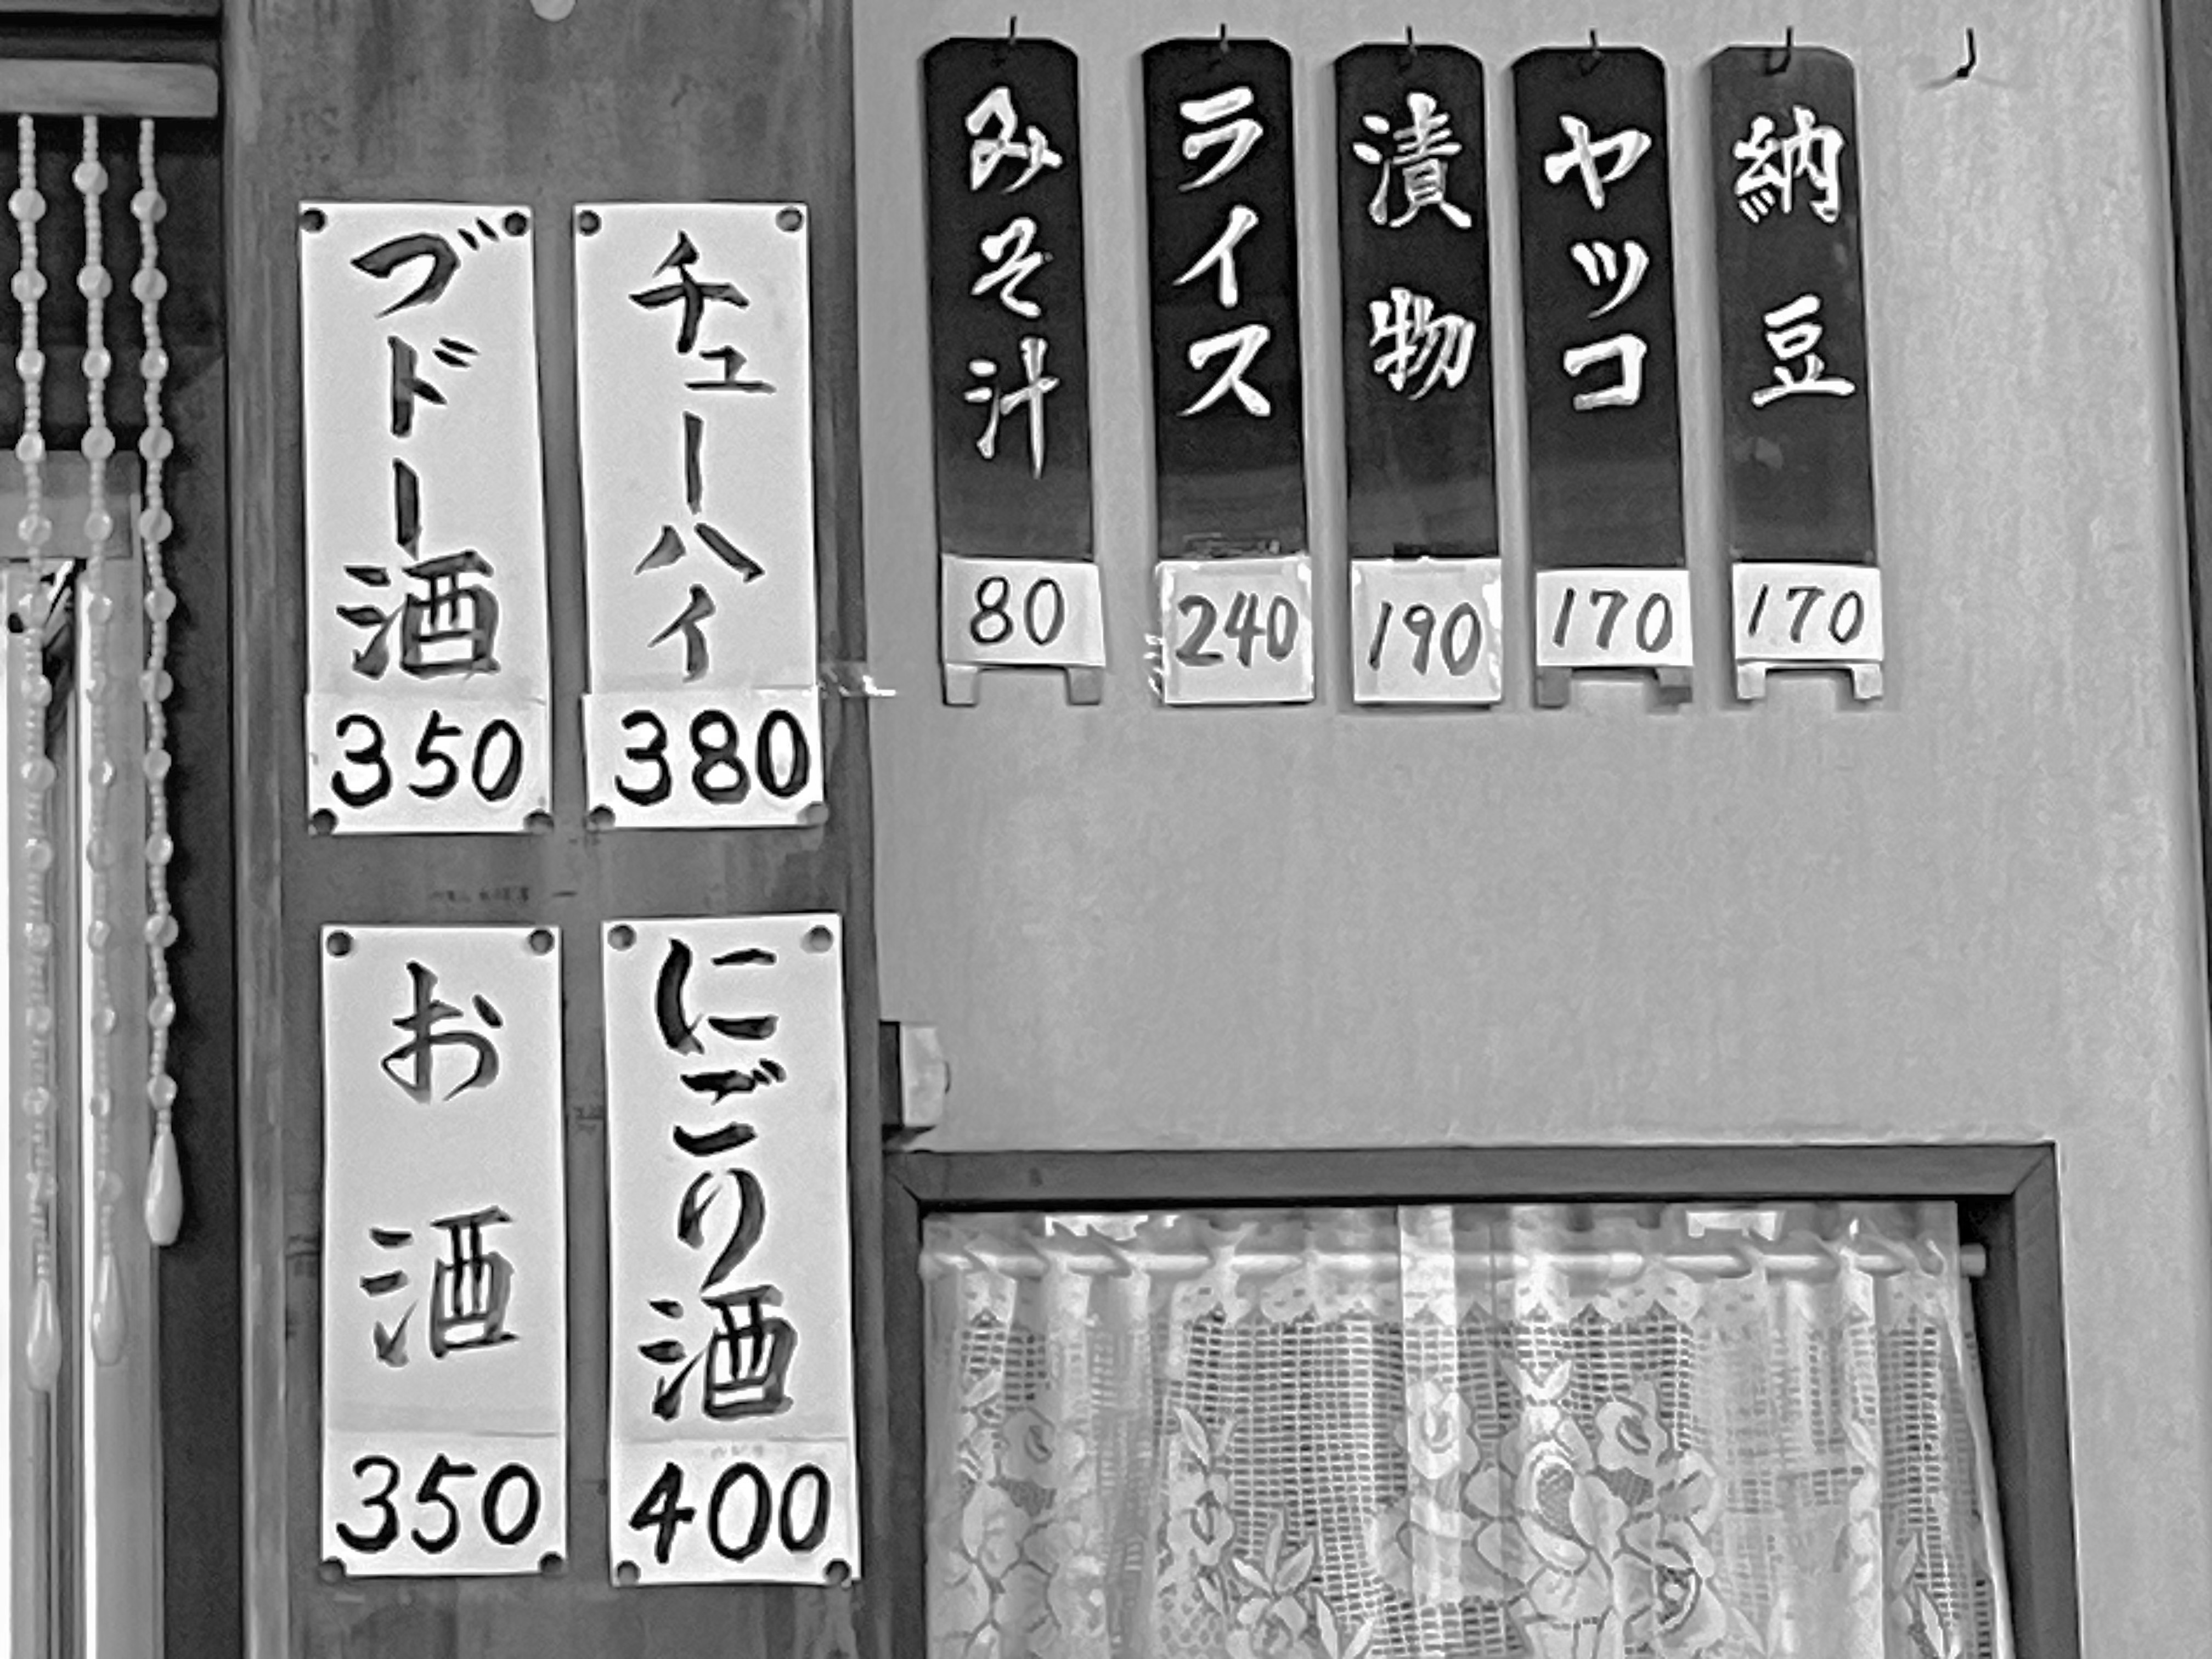 ブドー酒
350
チューハイ
380
お酒
350
にごり酒
400
みそ汁
80
ライス
240
漬物
190
ヤッコ
170
納豆
170